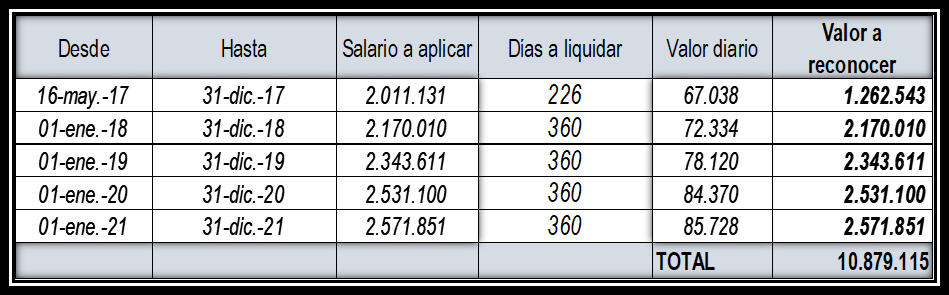 Desde Hasta Salario a aplicar Días a liquidar Valor diario Valor a reconocer
16-may.-17 31-dic.-17 2.011.131 226 67.038 1.262.543
01-ene.-18 31-dic.-18 2.170.010 360 72.334 2.170.010
01-ene.-19 31-dic.-19 2.343.611 360 78.120 2.343.611
01-ene.-20 31-dic.-20 2.531.100 360 84.370 2.531.100
01-ene.-21 31-dic.-21 2.571.851 360 85.728 2.571.851
TOTAL 10.879.115